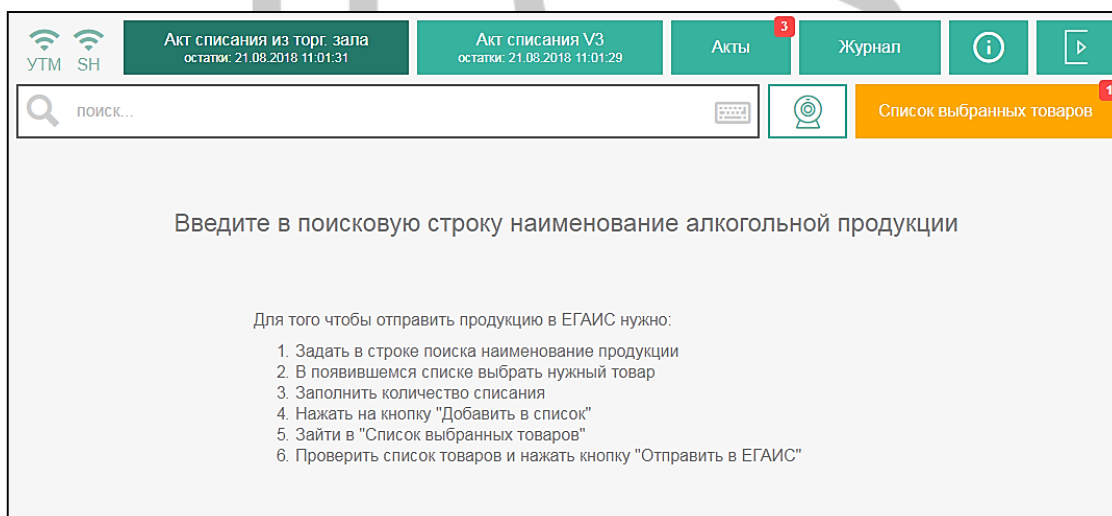 УТМ SH
Акт списания из торг. зала
остатки: 21.08.2018 11:01:31
Акт списания V3
остатки: 21.08.2018 11:01:29
Акты
3
Журнал
поиск...
Список выбранных товаров
1
Введите в поисковую строку наименование алкогольной продукции
Для того чтобы отправить продукцию в ЕГАИС нужно:
1. Задать в строке поиска наименование продукции
2. В появившемся списке выбрать нужный товар
3. Заполнить количество списания
4. Нажать на кнопку "Добавить в список"
5. Зайти в "Список выбранных товаров"
6. Проверить список товаров и нажать кнопку "Отправить в ЕГАИС"